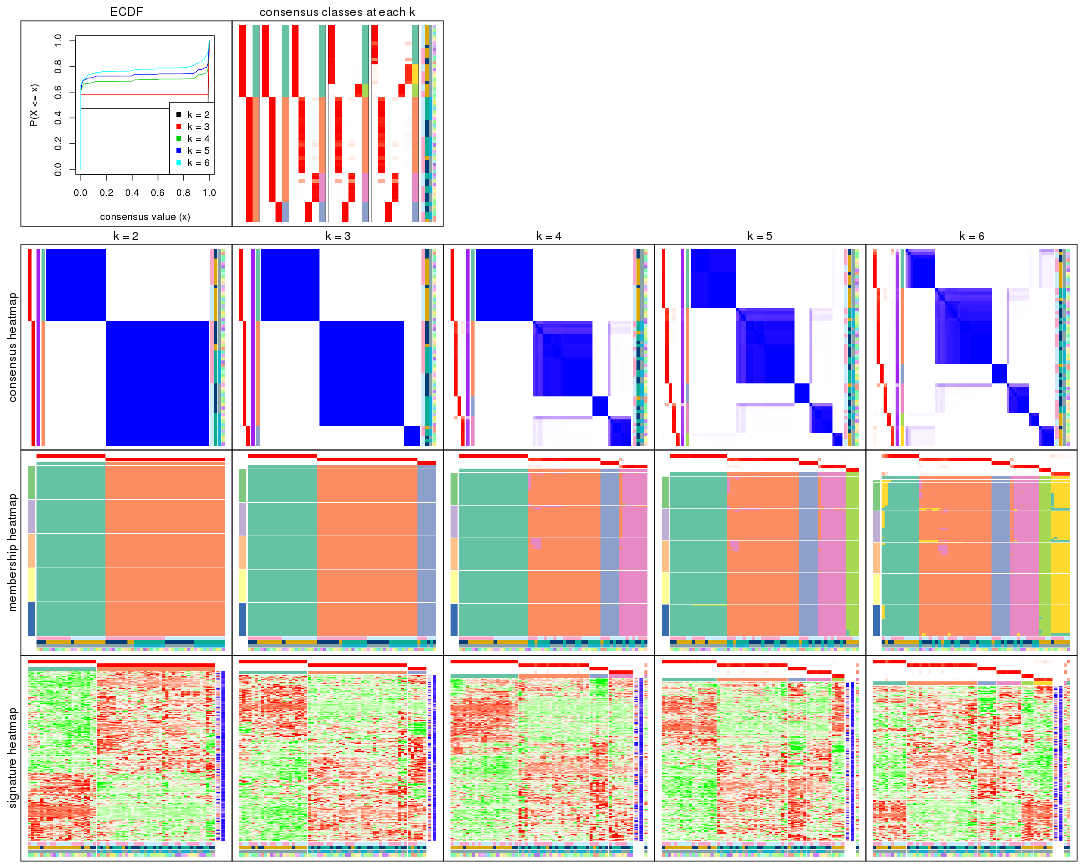 ECDF
consensus classes at each k
P(X <= x)
0.0 0.2 0.4 0.6 0.8 1.0
k = 2
k = 3
k = 4
k = 5
k = 6
0.0 0.2 0.4 0.6 0.8 1.0
consensus value (x)
k = 2
k = 3
k = 4
k = 5
k = 6
consensus heatmap
membership heatmap
signature heatmap